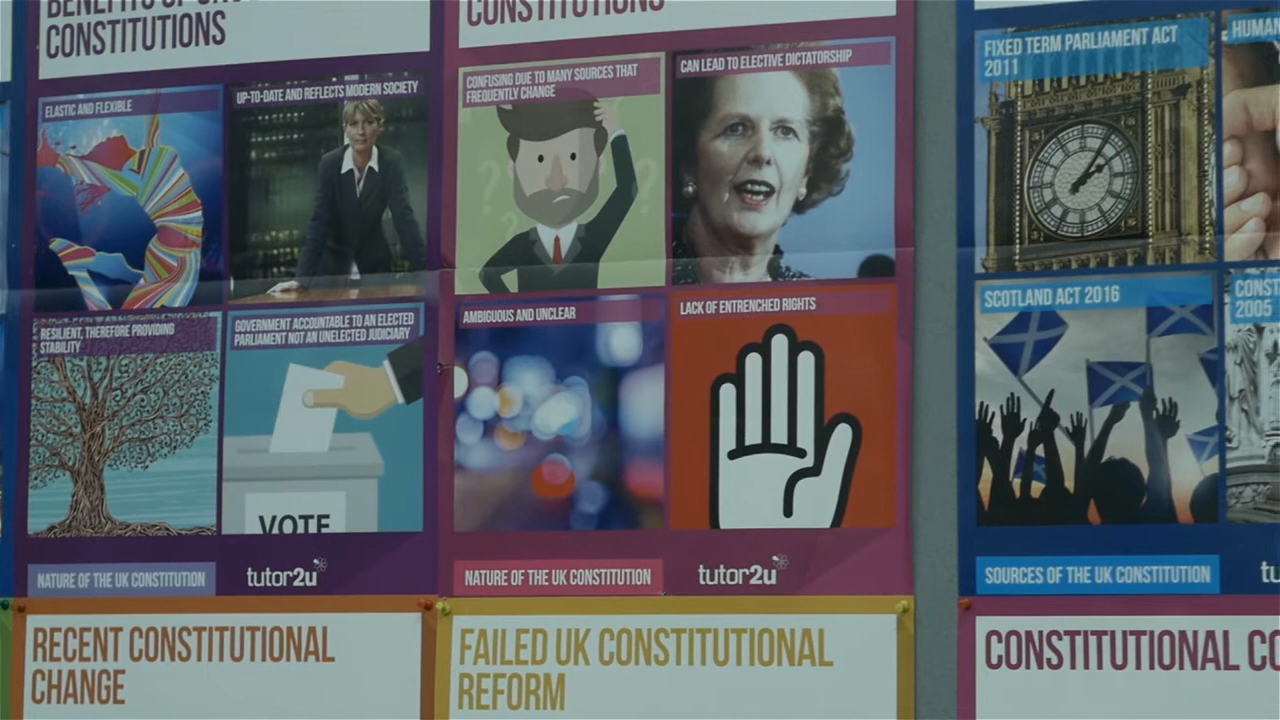 CONSTITUTIONS
ELASTIC AND FLEXIBLE
UP-TO-DATE AND REFLECTS MODERN SOCIETY
RESILIENT, THEREFORE PROVIDING
STABILITY
GOVERNMENT ACCOUNTABLE TO AN ELECTED
PARLIAMENT NOT AN UNELECTED JUDICIARY
VOTE
NATURE OF THE UK CONSTITUTION
tutor2u
CONSTITUTIONS
CONFUSING DUE TO MANY SOURCES THAT
FREQUENTLY CHANGE
CAN LEAD TO ELECTIVE DICTATORSHIP
AMBIGUOUS AND UNCLEAR
LACK OF ENTRENCHED RIGHTS
NATURE OF THE UK CONSTITUTION
tutor2u
FIXED TERM PARLIAMENT ACT
2011
HUMAN
SCOTLAND ACT 2016
CONST
2005
SOURCES OF THE UK CONSTITUTION
tu
RECENT CONSTITUTIONAL
CHANGE
FAILED UK CONSTITUTIONAL
REFORM
CONSTITUTIONAL CO